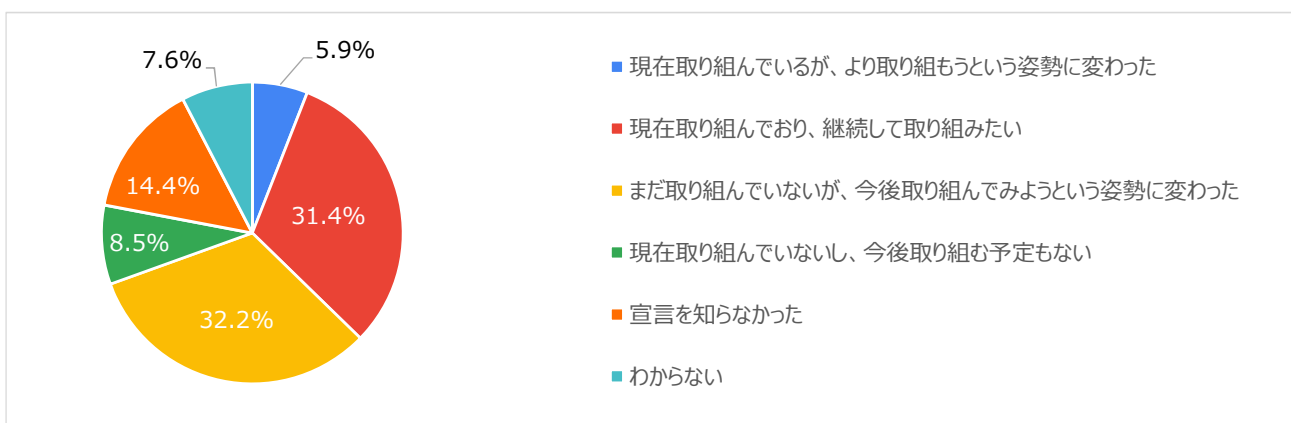 7.6%
5.9%
31.4%
14.4%
8.5%
32.2%
現在取り組んでいるが、より取り組もうという姿勢に変わった
現在取り組んでおり、継続して取り組みたい
まだ取り組んでいないが、今後取り組んでみようという姿勢に変わった
現在取り組んでいないし、今後取り組む予定もない
宣言を知らなかった
わからない